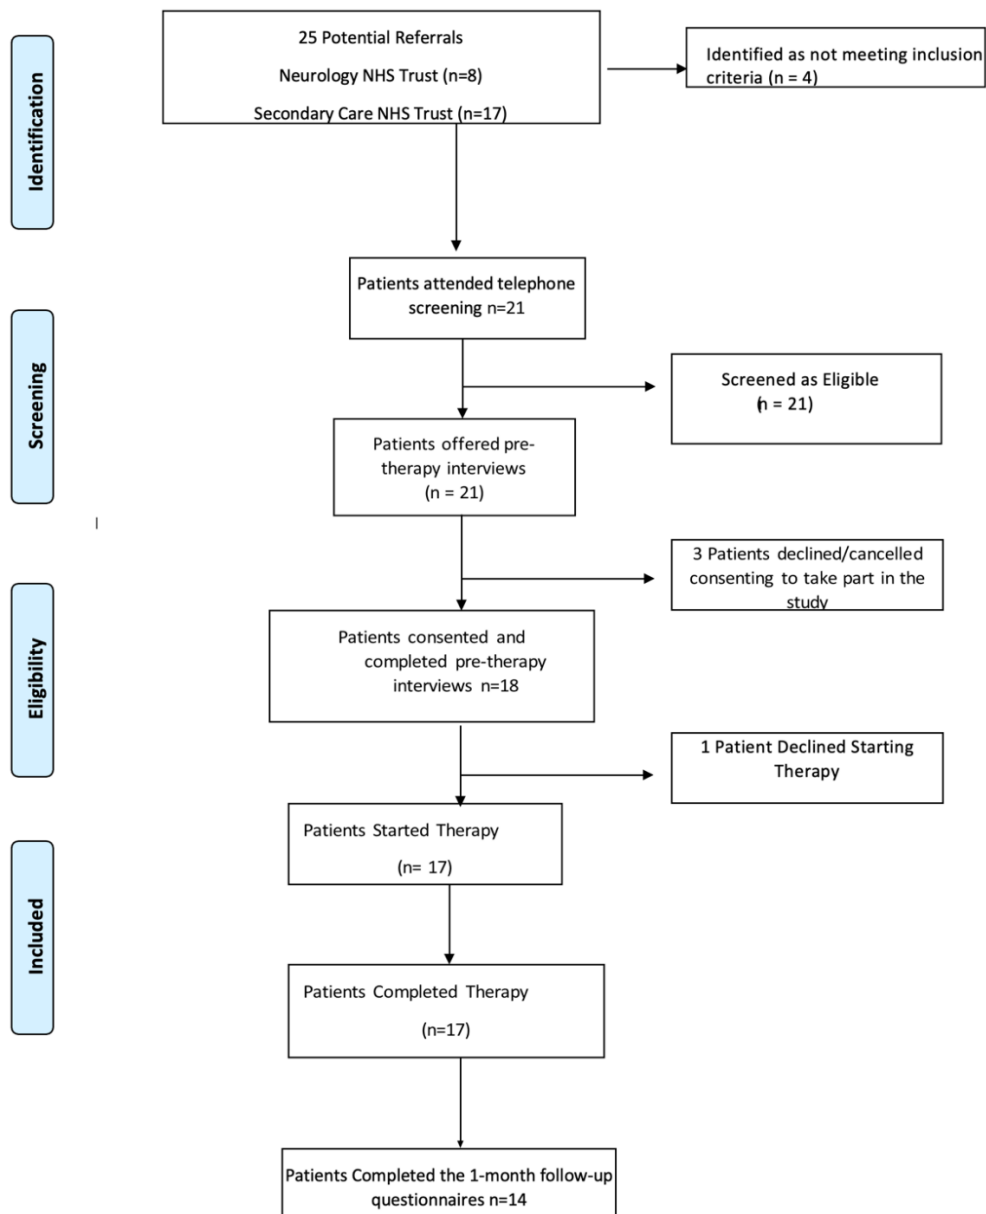 25 Potential Referrals
Neurology NHS Trust (n=8)
Secondary Care NHS Trust (n=17)
Identified as not meeting inclusion
criteria (n = 4)
Identification
Patients attended telephone
screening n=21
Screening
Screened as Eligible
(n = 21)
Patients offered pre-
therapy interviews
(n = 21)
3 Patients declined/cancelled
consenting to take part in the
study
Eligibility
Patients consented and
completed pre-therapy
interviews n=18
1 Patient Declined Starting
Therapy
Patients Started Therapy
(n= 17)
Included
Patients Completed Therapy
(n=17)
Patients Completed the 1-month follow-up
questionnaires n=14